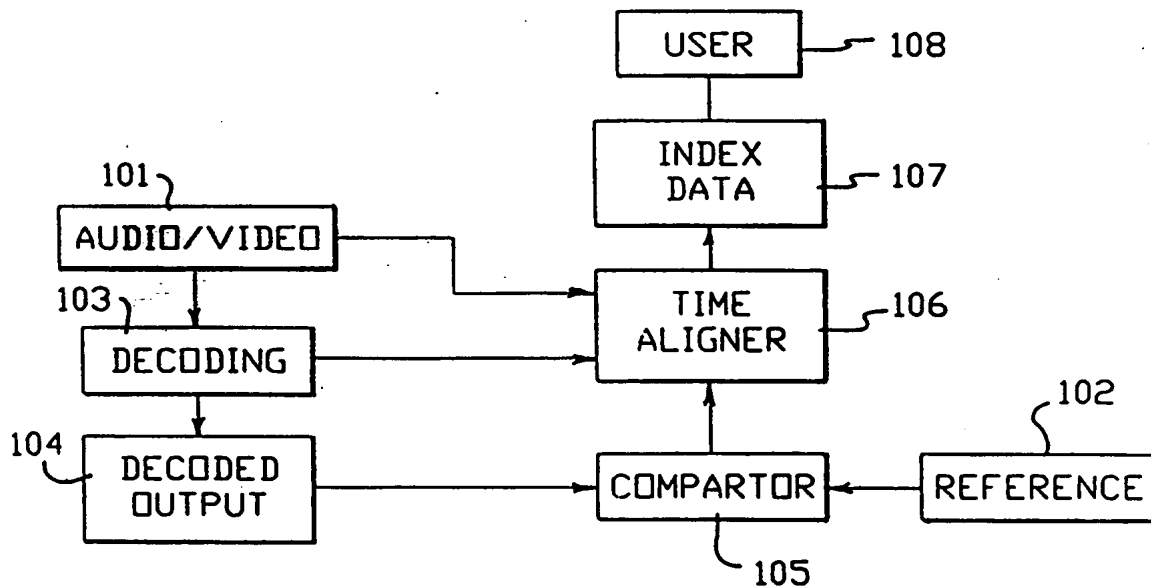 USER
108
INDEX
DATA
107
101
AUDIO/VIDEO
103
TIME
ALIGNER
106
DECODING
102
104
DECODED
OUTPUT
COMPARTOR
REFERENCE
105